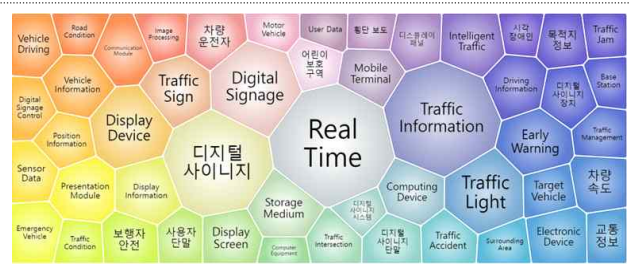 Vehicle
Driving
Road
Condition
Communication
Module
Image
Processing
차량
운전자
Motor
Vehicle
User Data
횡단 보도
디스플레이
패널
Intelligent
Traffic
시각
장애인
목적지
정보
Traffic
Jam
Vehicle
Information
Traffic
Sign
Digital
Signage
어린이
보호
구역
Mobile
Terminal
Driving
Information
디지털
사이니지
장치
Base
Station
Digital
Signage
Control
Display
Device
Traffic
Information
Position
Information
디지털
사이니지
Real
Time
Early
Warning
Traffic
Management
Sensor
Data
Presentation
Module
Display
Information
Storage
Medium
디지털
사이니지
시스템
Computing
Device
Traffic
Light
Target
Vehicle
차량
속도
Emergency
Vehicle
Traffic
Condition
보행자
안전
사용자
단말
Display
Screen
Computer
Equipment
Traffic
Intersection
디지털
사이니지
단말
Traffic
Accident
Surrounding
Area
Electronic
Device
교통
정보